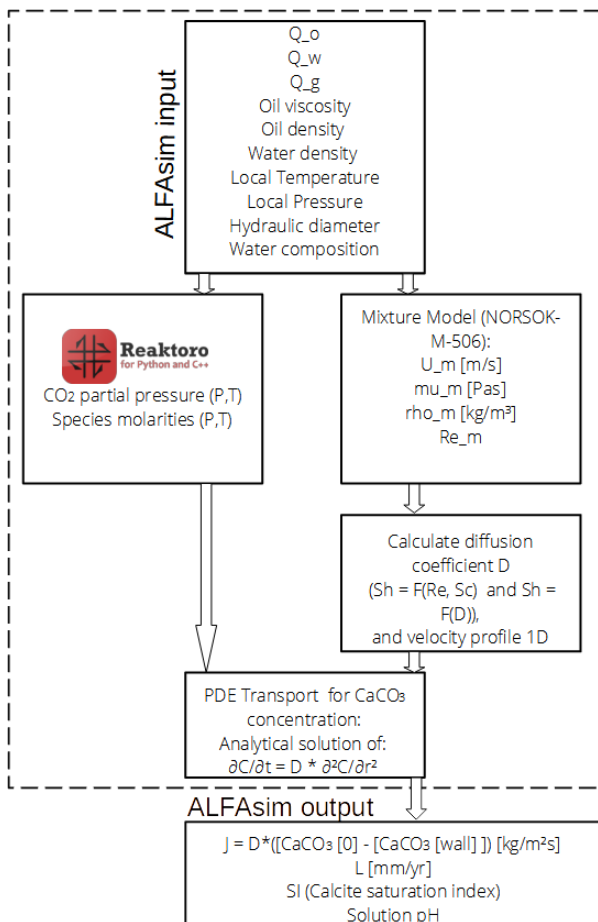 ALFAsim input
Q_o
Q_w
Q_g
Oil viscosity
Oil density
Water density
Local Temperature
Local Pressure
Hydraulic diameter
Water composition
Reaktoro
for Python and C++
CO₂ partial pressure (P,T)
Species molarities (P,T)
Mixture Model (NORSOK-
M-506):
U_m [m/s]
mu_m [Pas]
rho_m [kg/m³]
Re_m
Calculate diffusion
coefficient D
(Sh = F(Re, Sc) and Sh =
F(D)),
and velocity profile 1D
PDE Transport for CaCO₃
concentration:
Analytical solution of:
∂C/∂t = D * ∂²C/∂r²
ALFAsim output
J = D*([CaCO₃ [0] - [CaCO₃ [wall] ]) [kg/m²s]
L [mm/yr]
SI (Calcite saturation index)
Solution pH